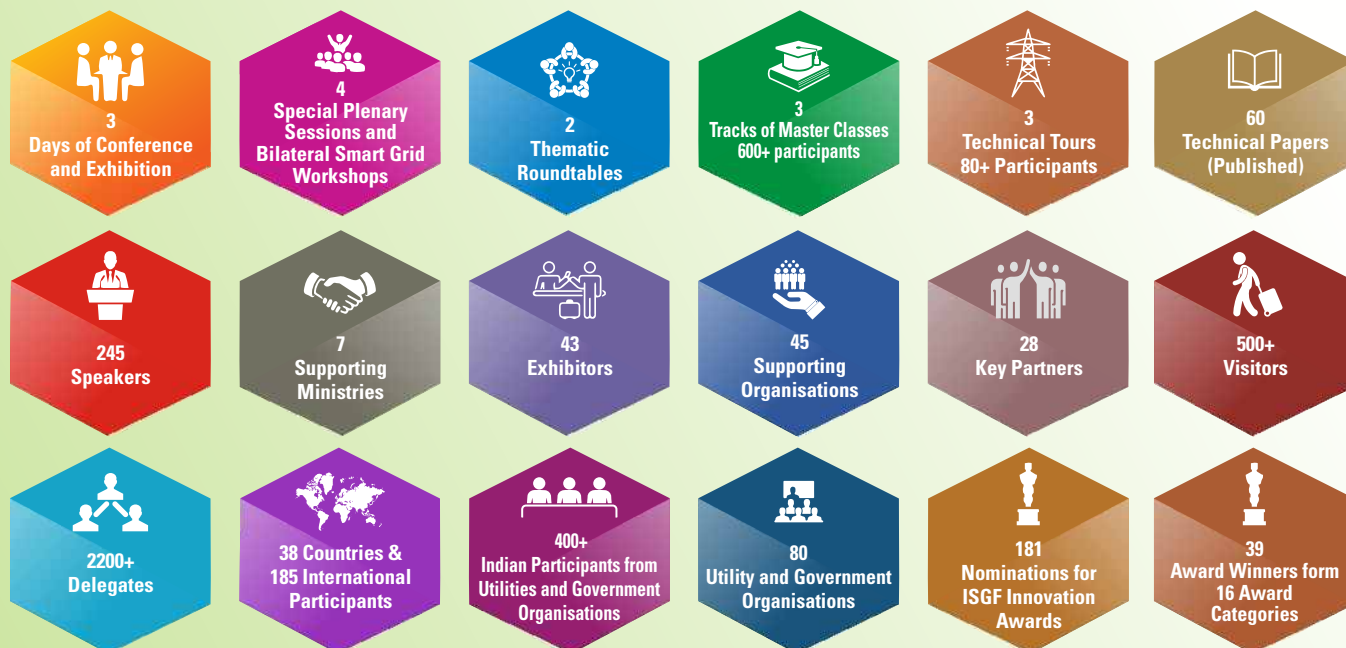 3
Days of Conference
and Exhibition
4
Special Plenary
Sessions and
Bilateral Smart Grid
Workshops
2
Thematic
Roundtables
3
Tracks of Master Classes
600+ participants
3
Technical Tours
80+ Participants
60
Technical Papers
(Published)
245
Speakers
7
Supporting
Ministries
43
Exhibitors
45
Supporting
Organisations
28
Key Partners
500+
Visitors
2200+
Delegates
38 Countries &
185 International
Participants
400+
Indian Participants from
Utilities and Government
Organisations
80
Utility and Government
Organisations
181
Nominations for
ISGF Innovation
Awards
39
Award Winners form
16 Award
Categories